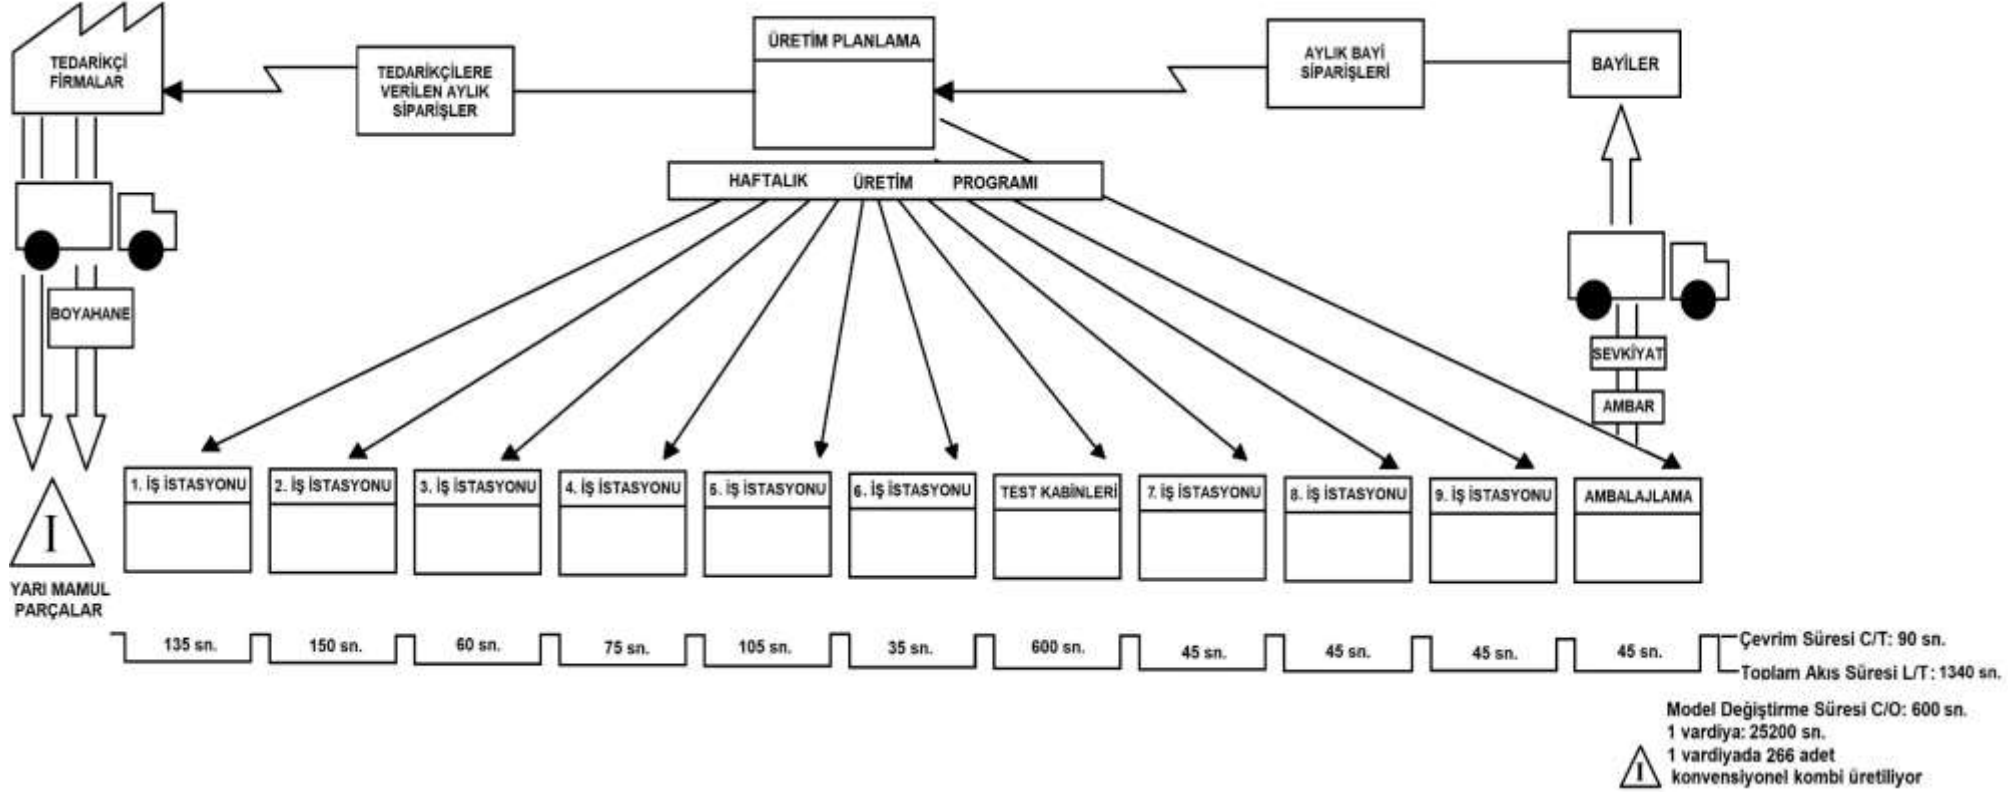 TEDARİKÇİ
FİRMALAR
TEDARİKÇİLERE
VERİLEN AYLIK
SİPARİŞLER
ÜRETİM PLANLAMA
AYLIK BAYİ
SİPARİŞLERİ
BAYİLER
HAFTALIK ÜRETİM PROGRAMI
BOYAHANE
SEVKİYAT
AMBAR
1. İŞ İSTASYONU
2. İŞ İSTASYONU
3. İŞ İSTASYONU
4. İŞ İSTASYONU
5. İŞ İSTASYONU
6. İŞ İSTASYONU
TEST KABİNLERİ
7. İŞ İSTASYONU
8. İŞ İSTASYONU
9. İŞ İSTASYONU
AMBALAJLAMA
I
YARI MAMUL
PARÇALAR
135 sn.
150 sn.
60 sn.
75 sn.
105 sn.
35 sn.
600 sn.
45 sn.
45 sn.
45 sn.
45 sn.
Çevrim Süresi C/T: 90 sn.
Toplam Akıs Süresi L/T: 1340 sn.
Model Değiştirme Süresi C/O: 600 sn.
1 vardiya: 25200 sn.
1 vardiyada 266 adet
I
konvensiyonel kombi üretiliyor